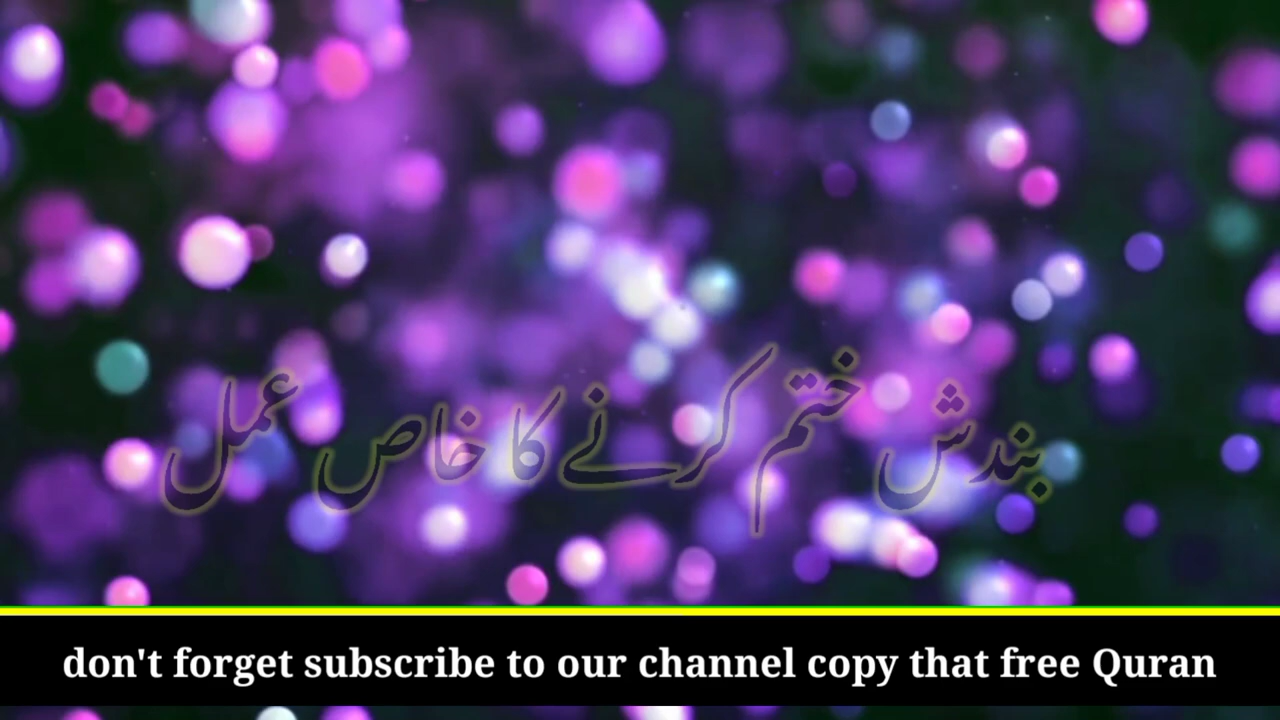 بندش ختم کرنے کا خاص عمل
don't forget subscribe to our channel copy that free Quran